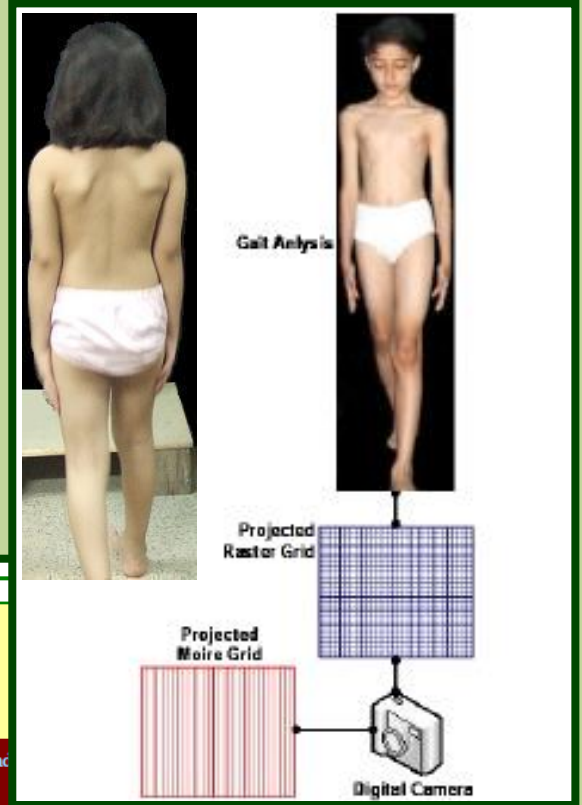 Gait Anlysis
Projected
Raster Grid
Projected
Moire Grid
Digital Camera